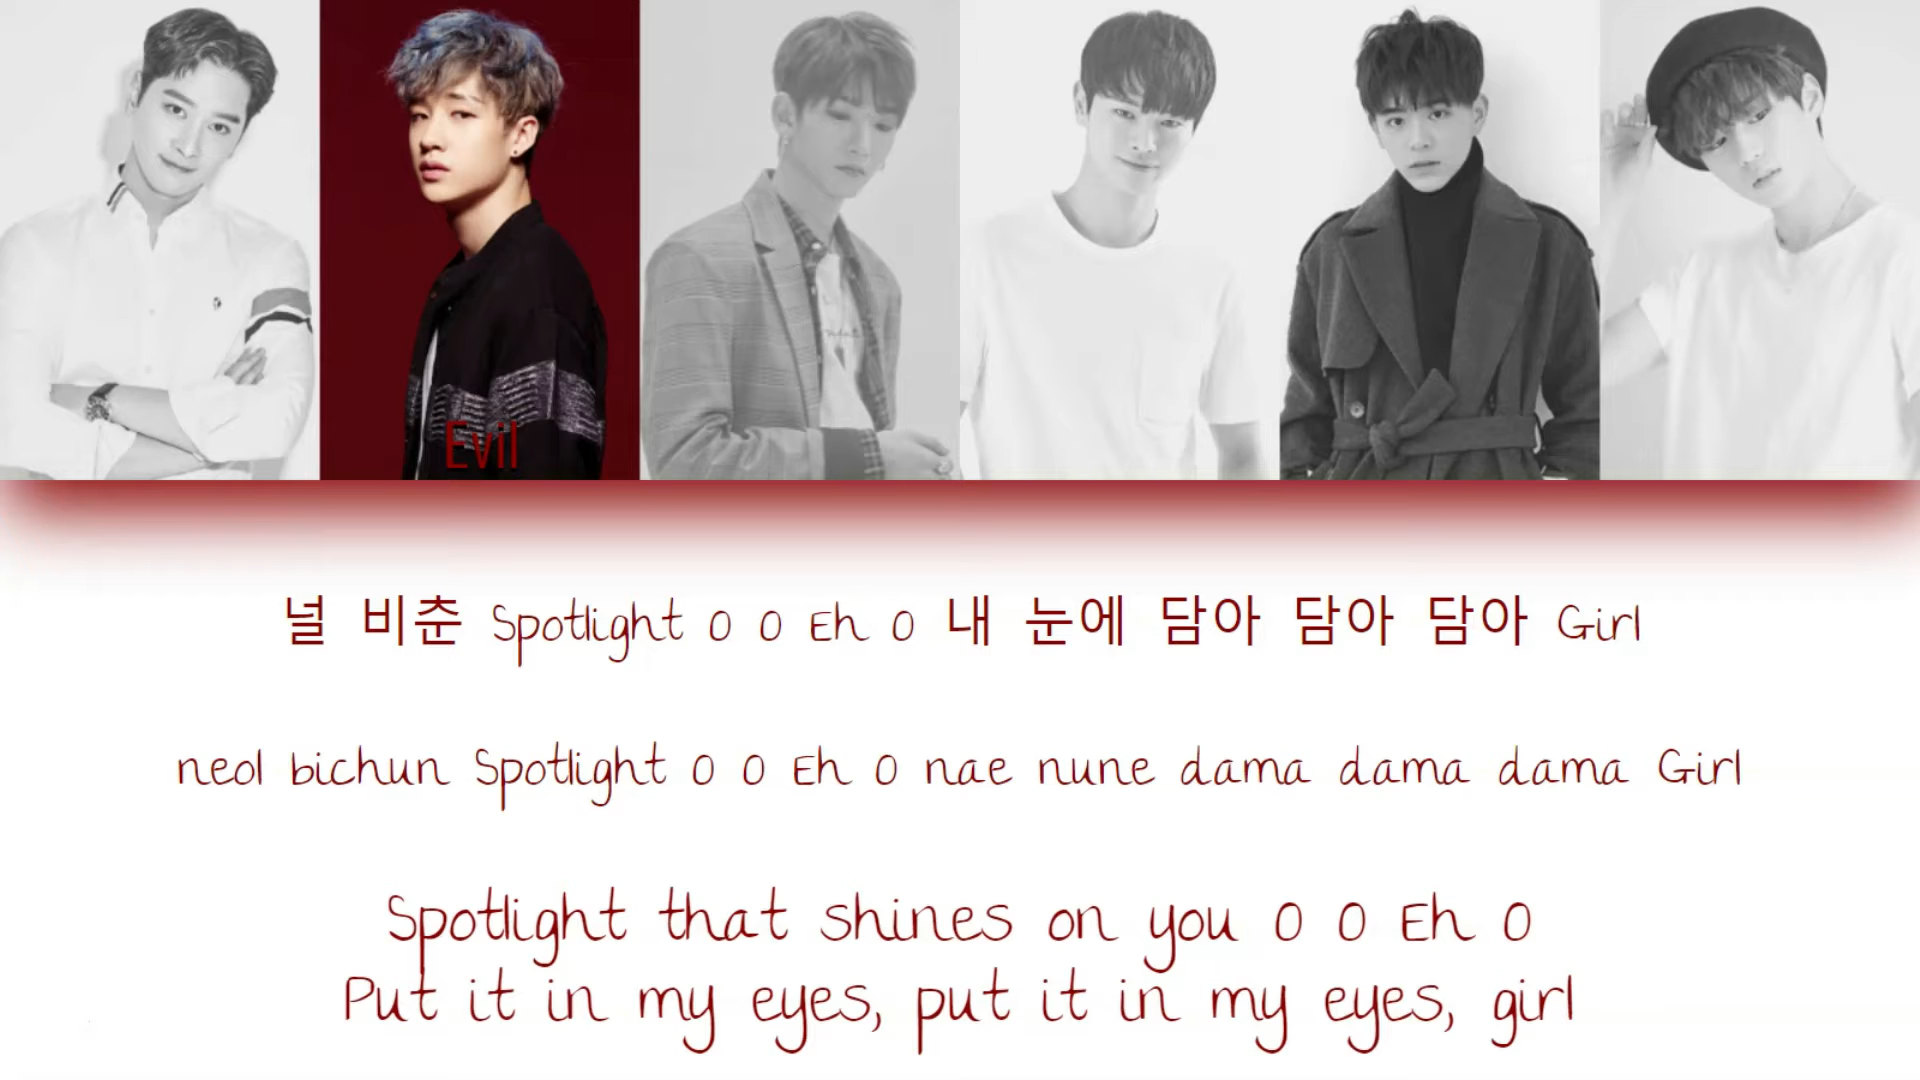 Evil
널 비춘 Spotlight O O Eh O 내 눈에 담아 담아 담아 Girl
neol bichun Spotlight O O Eh O nae nune dama dama dama Girl
Spotlight that shines on you O O Eh O
Put it in my eyes, put it in my eyes, girl